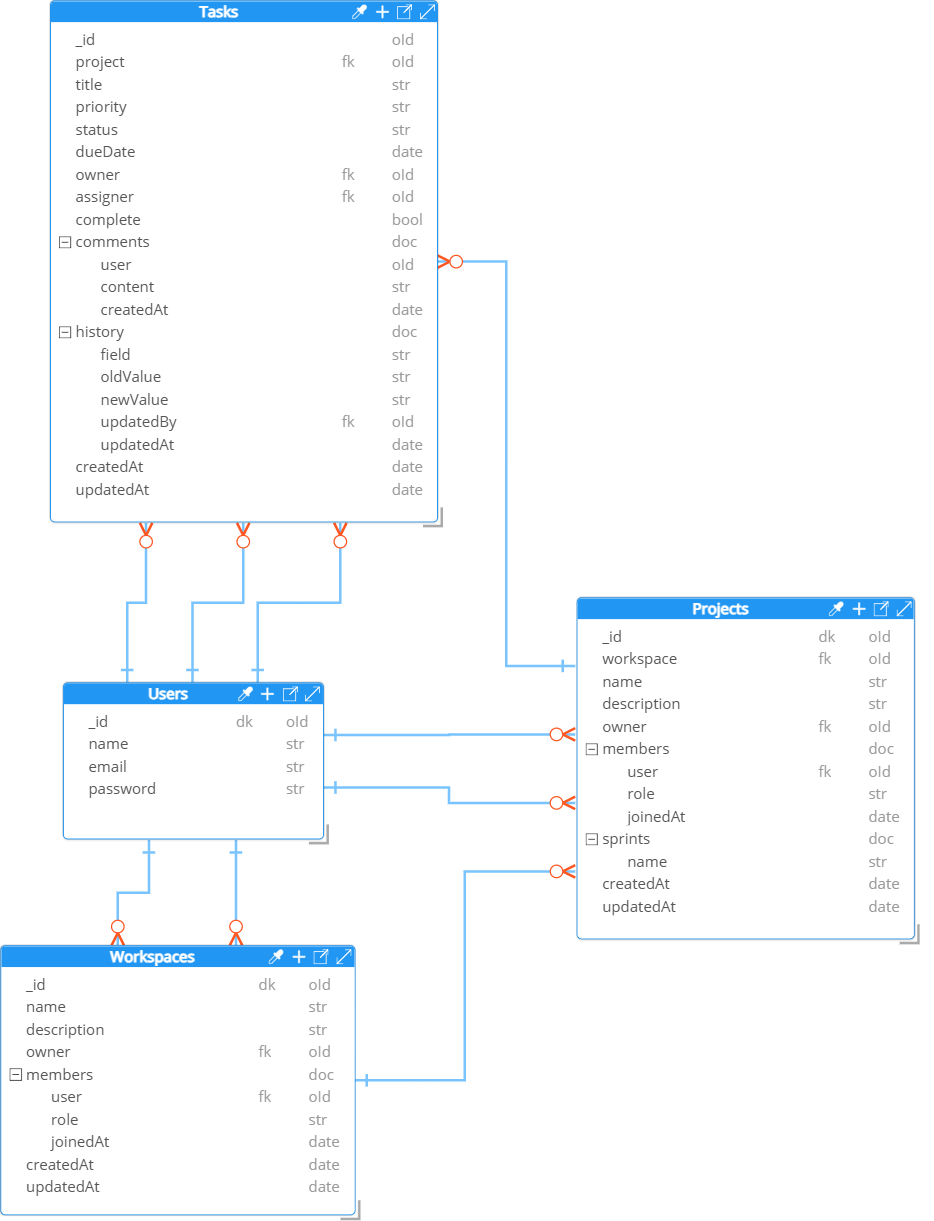 Tasks
_id oId
project fk oId
title str
priority str
status str
dueDate date
owner fk oId
assigner fk oId
complete bool
comments doc
user oId
content str
createdAt date
history doc
field str
oldValue str
newValue str
updatedBy fk oId
updatedAt date
createdAt date
updatedAt date
Projects
_id dk oId
workspace fk oId
name str
description str
owner fk oId
members doc
user fk oId
role str
joinedAt date
sprints doc
name str
createdAt date
updatedAt date
Users
_id dk oId
name str
email str
password str
Workspaces
_id dk oId
name str
description str
owner fk oId
members doc
user fk oId
role str
joinedAt date
createdAt date
updatedAt date